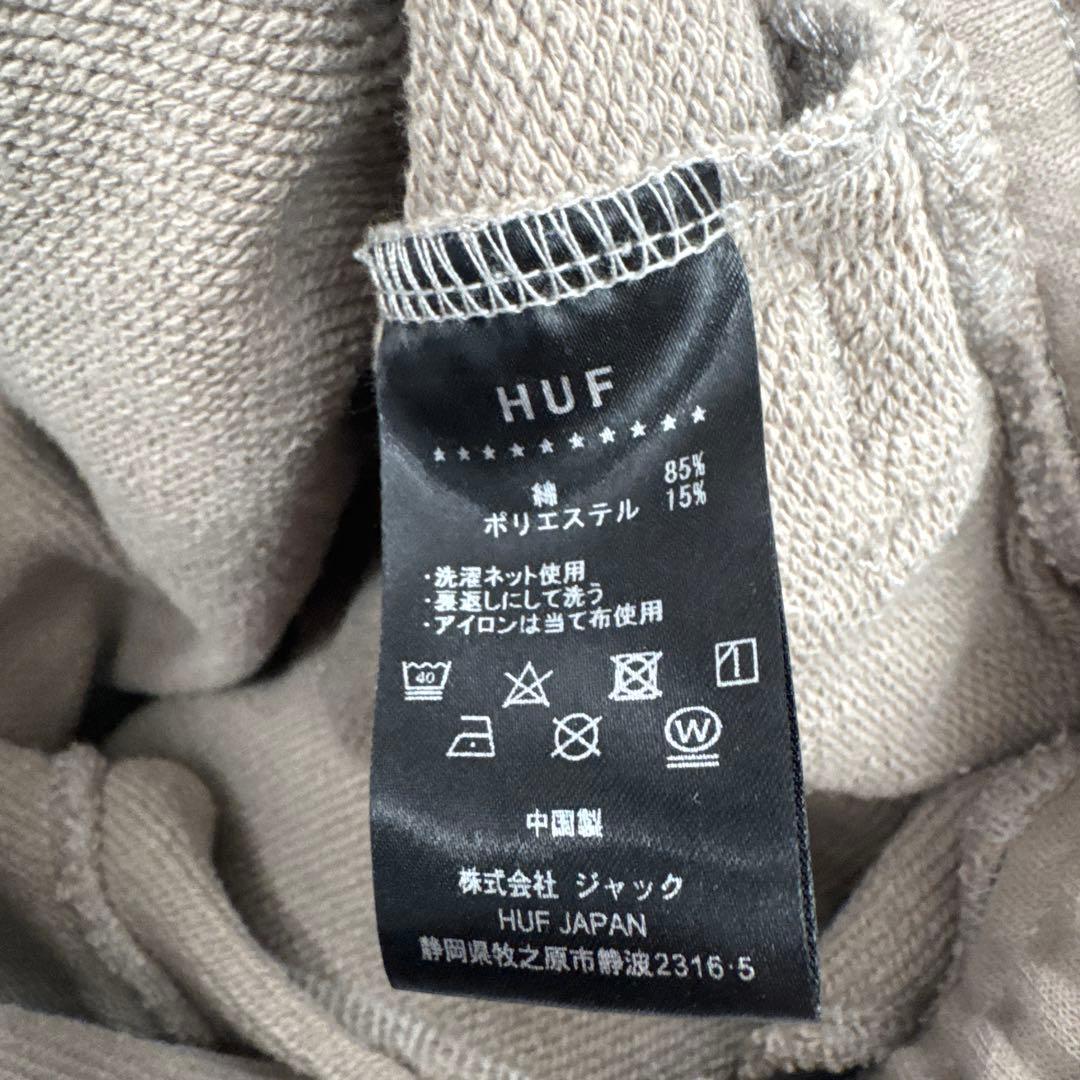 HUF
綿 85%
ポリエステル 15%
・洗濯ネット使用
・裏返しにして洗う
・アイロンは当て布使用
40
W
中国製
株式会社 ジャック
HUF JAPAN
静岡県牧之原市静波2316-5